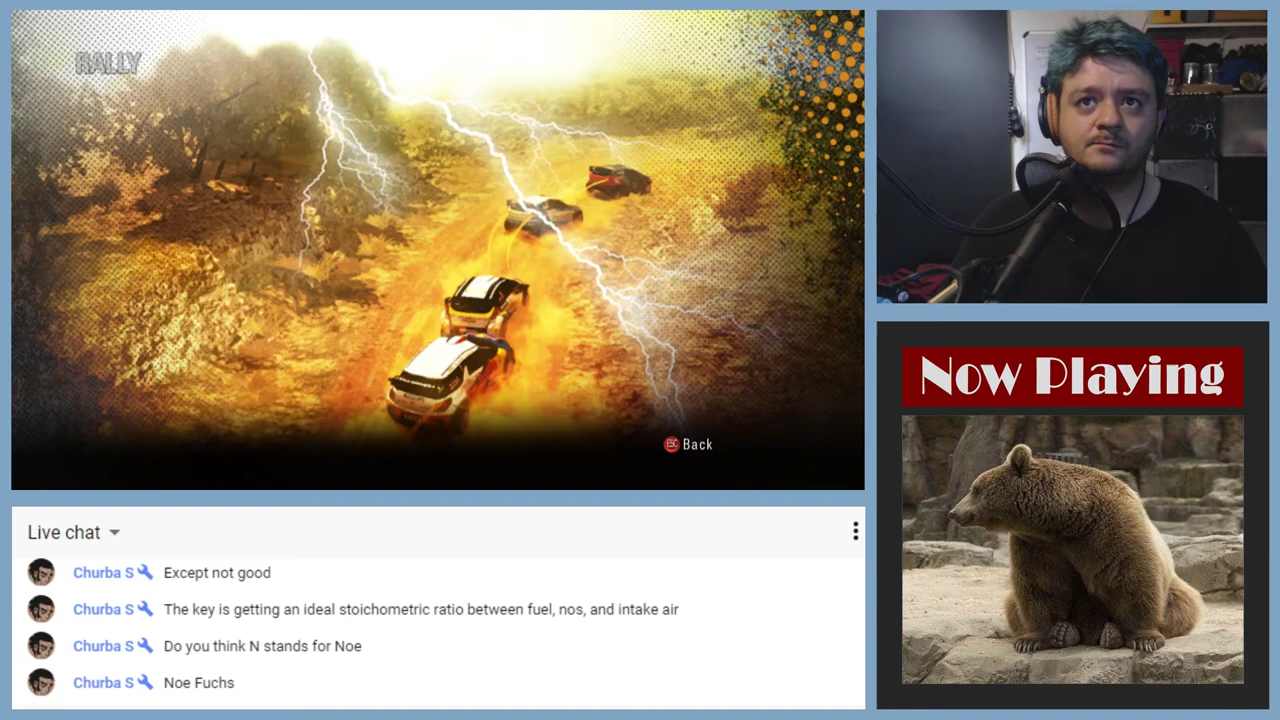 RALLY
ESC Back
Now Playing
Live chat
Churba S Except not good
Churba S The key is getting an ideal stoichometric ratio between fuel, nos, and intake air
Churba S Do you think N stands for Noe
Churba S Noe Fuchs